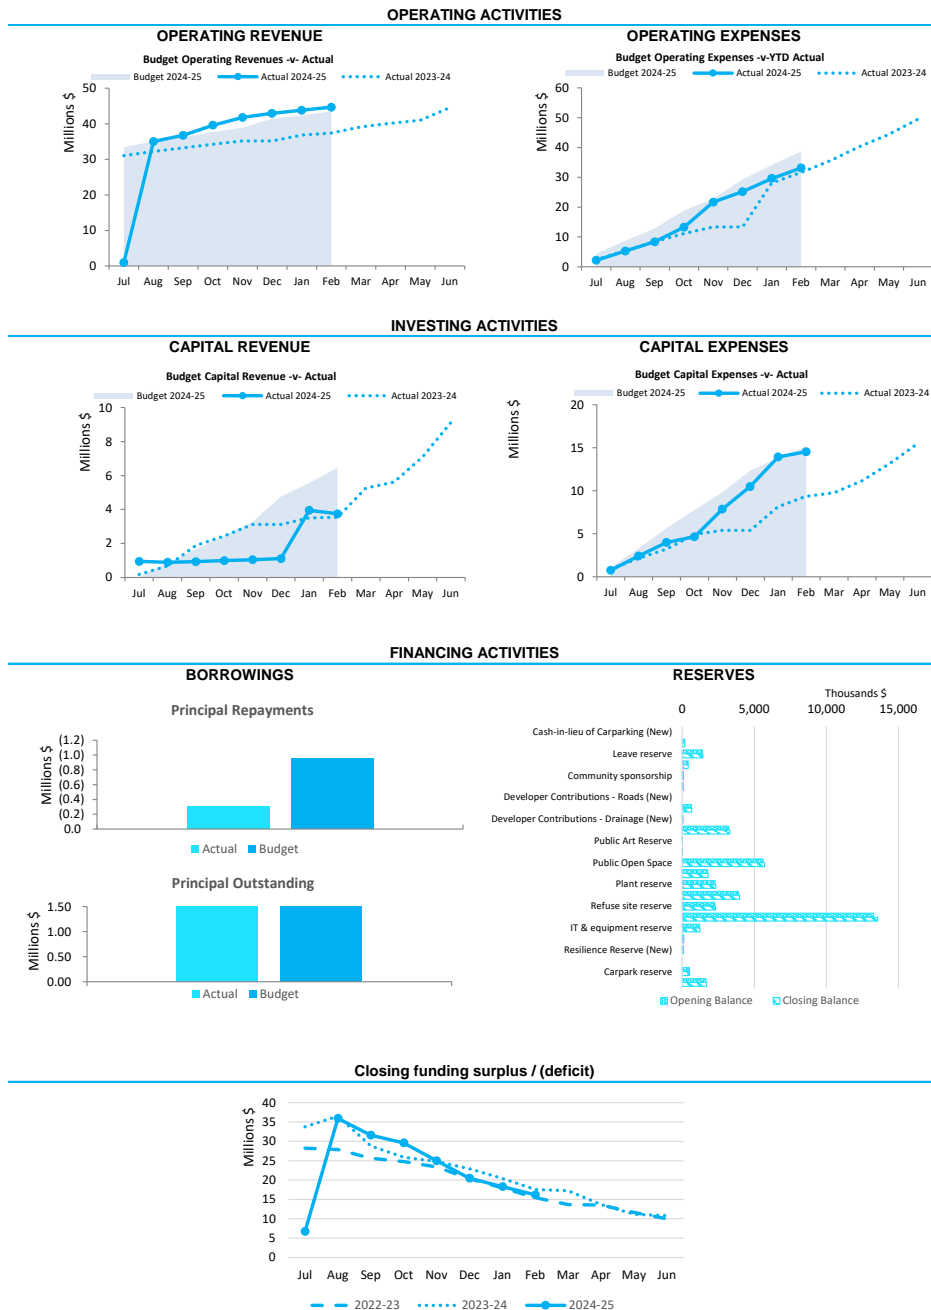 OPERATING ACTIVITIES
OPERATING REVENUE
Budget Operating Revenues -v- Actual
Budget 2024-25 Actual 2024-25 Actual 2023-24
Millions $
50
40
30
20
10
0
Jul Aug Sep Oct Nov Dec Jan Feb Mar Apr May Jun
OPERATING EXPENSES
Budget Operating Expenses -v-YTD Actual
Budget 2024-25 Actual 2024-25 Actual 2023-24
Millions $
60
50
40
30
20
10
0
Jul Aug Sep Oct Nov Dec Jan Feb Mar Apr May Jun
INVESTING ACTIVITIES
CAPITAL REVENUE
Budget Capital Revenue -v- Actual
Budget 2024-25 Actual 2024-25 Actual 2023-24
Millions $
10
8
6
4
2
0
Jul Aug Sep Oct Nov Dec Jan Feb Mar Apr May Jun
CAPITAL EXPENSES
Budget Capital Expenses -v- Actual
Budget 2024-25 Actual 2024-25 Actual 2023-24
Millions $
20
15
10
5
0
Jul Aug Sep Oct Nov Dec Jan Feb Mar Apr May Jun
FINANCING ACTIVITIES
BORROWINGS
Principal Repayments
Millions $
(1.2)
(1.0)
(0.8)
(0.6)
(0.4)
(0.2)
0.0
Actual Budget
Principal Outstanding
Millions $
1.50
1.00
0.50
0.00
Actual Budget
RESERVES
Thousands $
0 5,000 10,000 15,000
Cash-in-lieu of Carparking (New)
Leave reserve
Community sponsorship
Developer Contributions - Roads (New)
Developer Contributions - Drainage (New)
Public Art Reserve
Public Open Space
Plant reserve
Refuse site reserve
IT & equipment reserve
Resilience Reserve (New)
Carpark reserve
Opening Balance Closing Balance
Closing funding surplus / (deficit)
Millions $
40
35
30
25
20
15
10
5
0
Jul Aug Sep Oct Nov Dec Jan Feb Mar Apr May Jun
2022-23 2023-24 2024-25